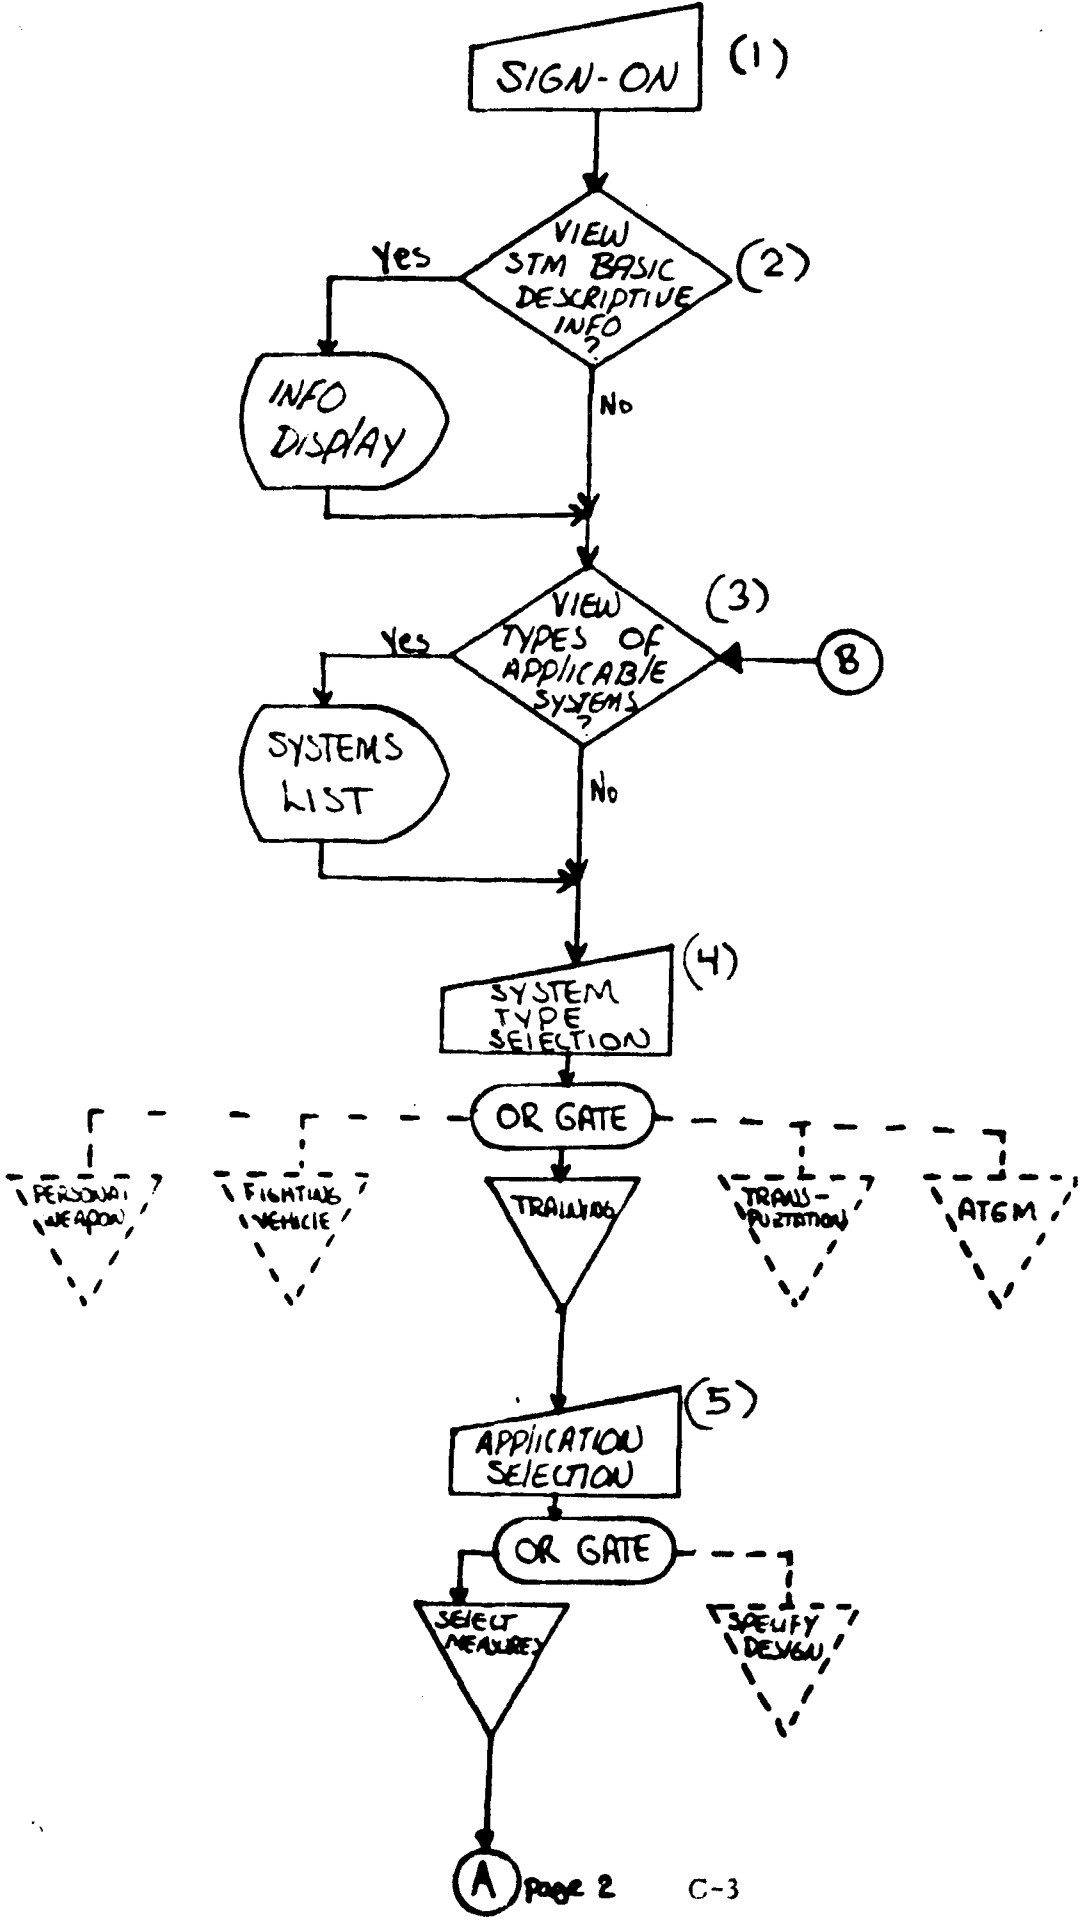 SIGN-ON
(1)
VIEW
STM BASIC
DESCRIPTIVE
INFO
?
(2)
Yes
INFO
DISPLAY
No
VIEW
TYPES OF
APPLICABLE
SYSTEMS
?
(3)
B
Yes
SYSTEMS
LIST
No
SYSTEM
TYPE
SELECTION
(4)
OR GATE
PERSONAL
WEAPON
FIGHTING
VEHICLE
TRAINING
TRANS-
PORTATION
ATGM
APPLICATION
SELECTION
(5)
OR GATE
SELECT
MEASURES
SPECIFY
DESIGN
A page 2
C-3